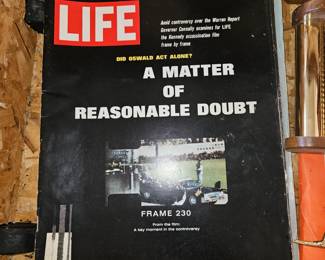 LIFE
Amid controversy over the Warren Report
Governor Connally examines for LIFE
the Kennedy assassination film
frame by frame
DID OSWALD ACT ALONE?
A MATTER
OF
REASONABLE DOUBT
FRAME 230
From the film:
A key moment in the controversy